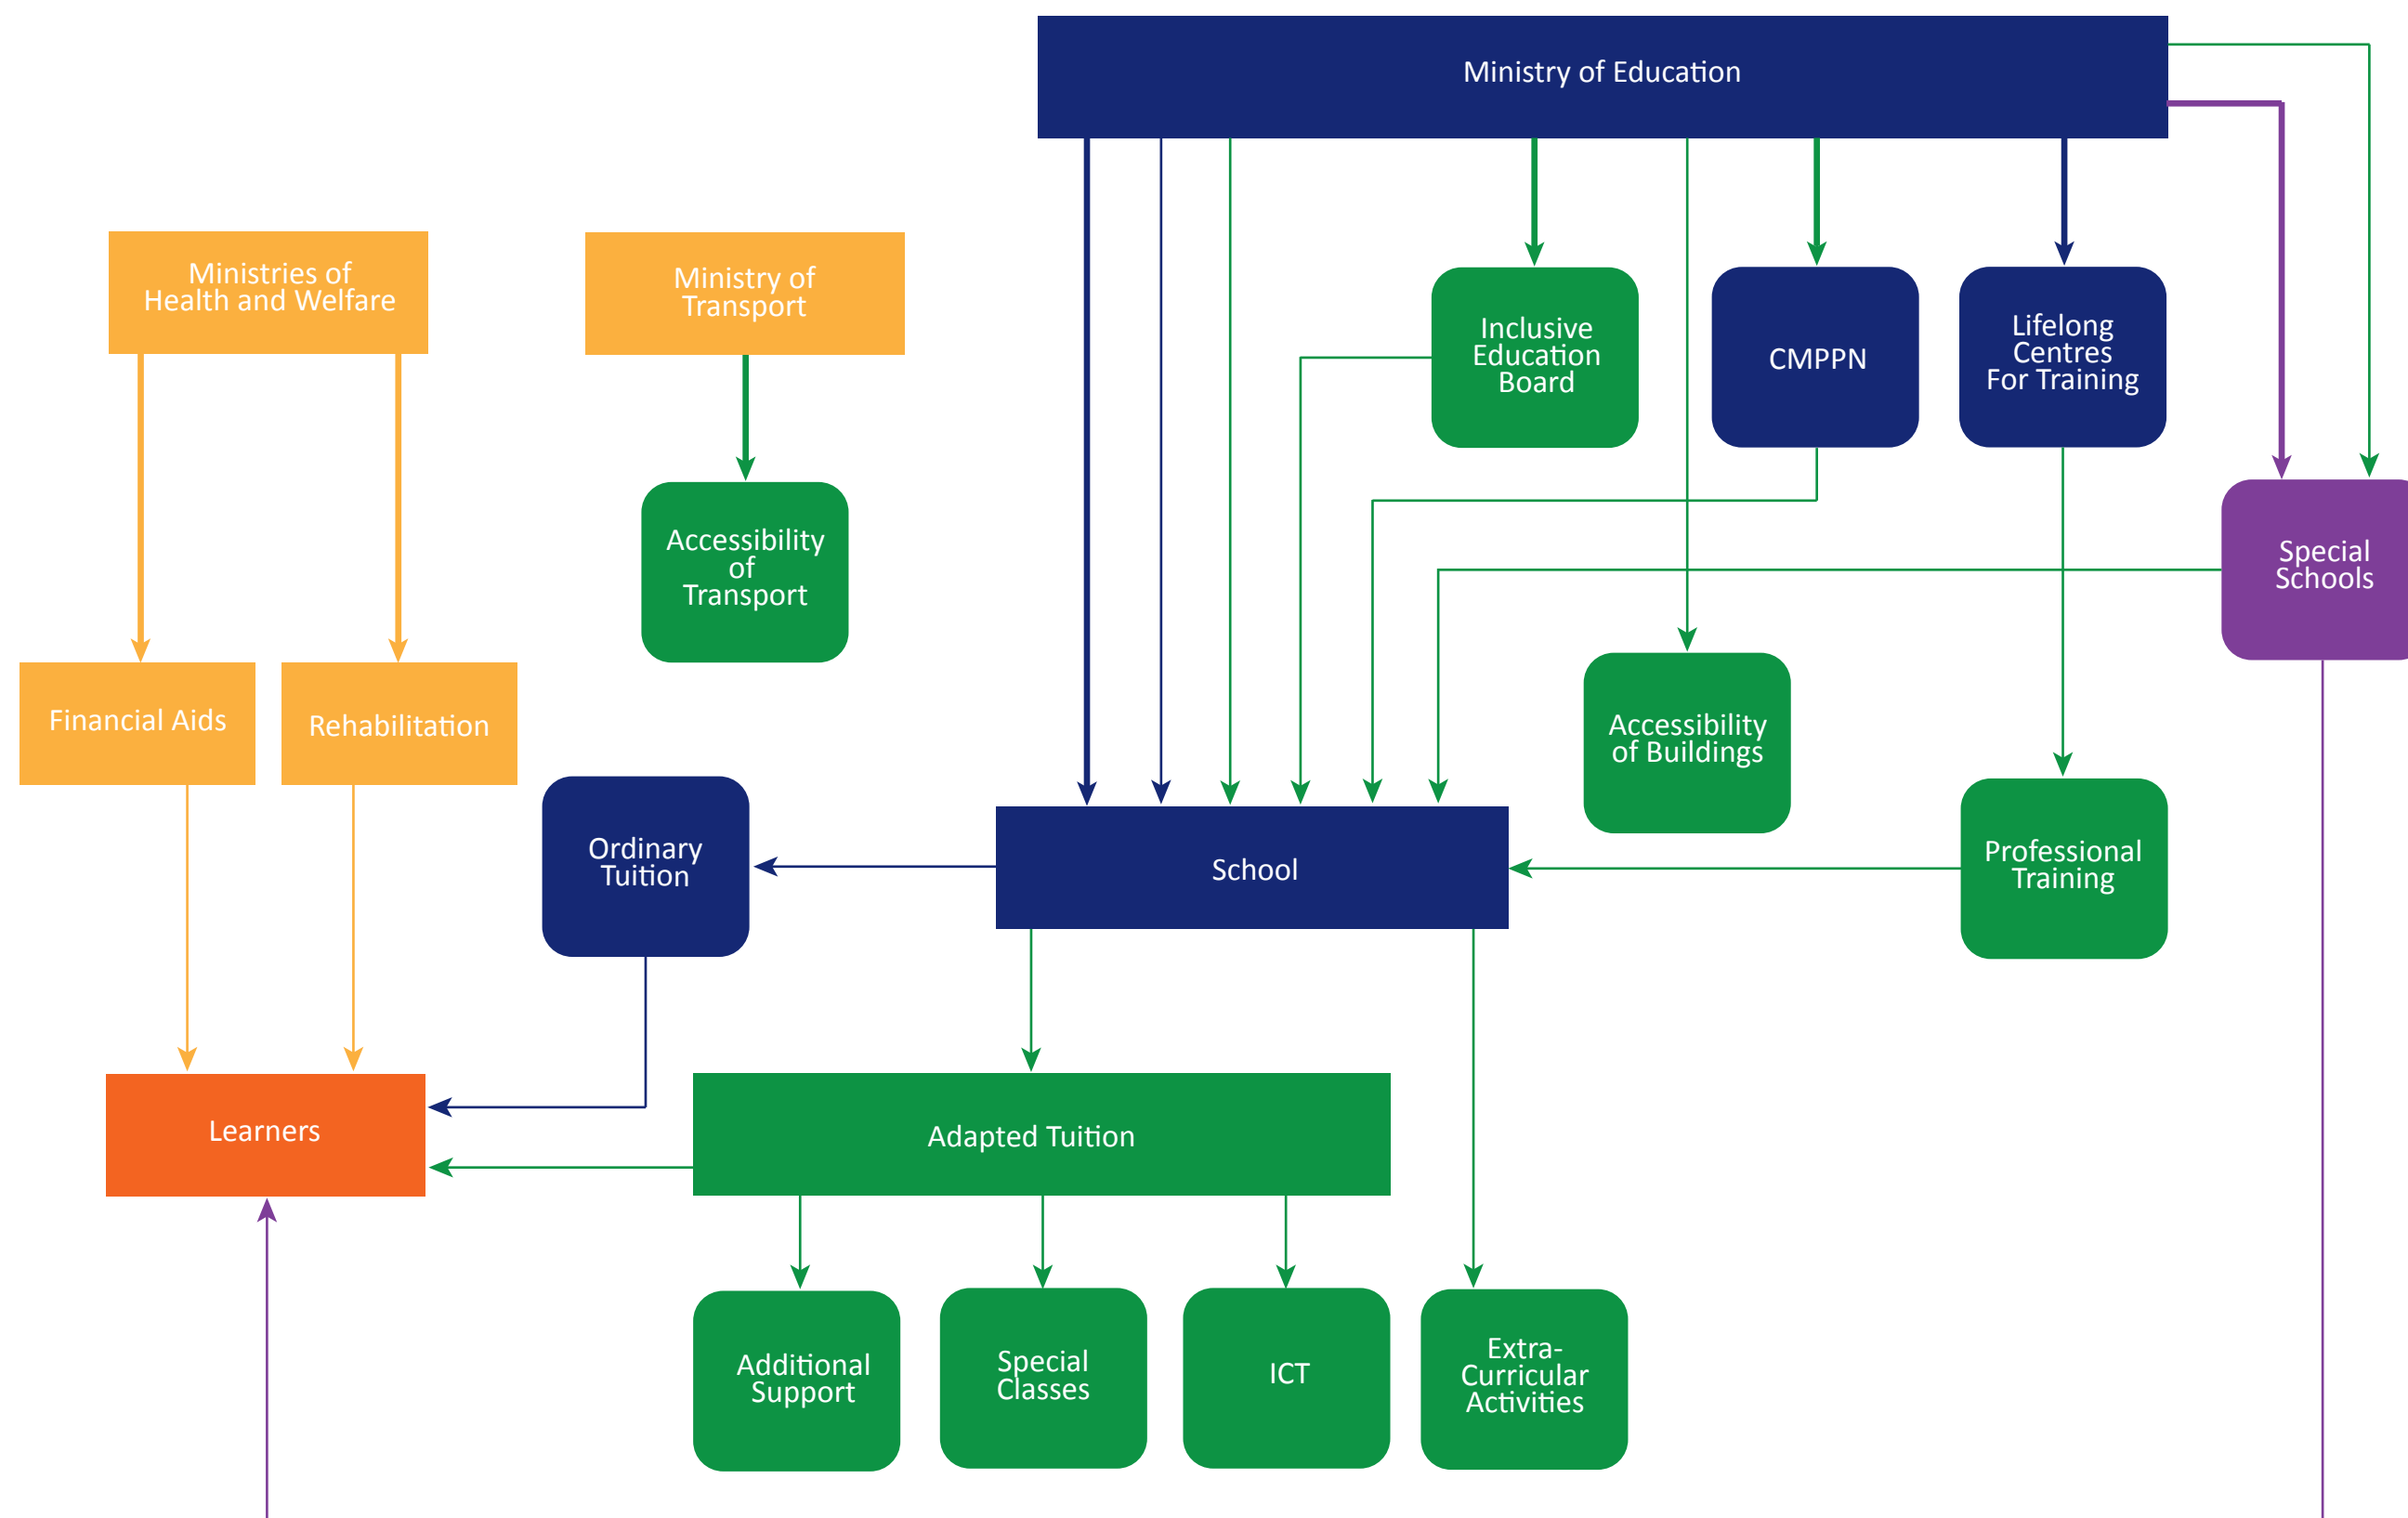 Ministry of Education
Ministries of
Health and Welfare
Ministry of
Transport
Inclusive
Education
Board
CMPPN
Lifelong
Centres
For Training
Accessibility
of
Transport
Special
Schools
Financial Aids
Rehabilitation
Accessibility
of Buildings
Ordinary
Tuition
School
Professional
Training
Learners
Adapted Tuition
Additional
Support
Special
Classes
ICT
Extra-
Curricular
Activities